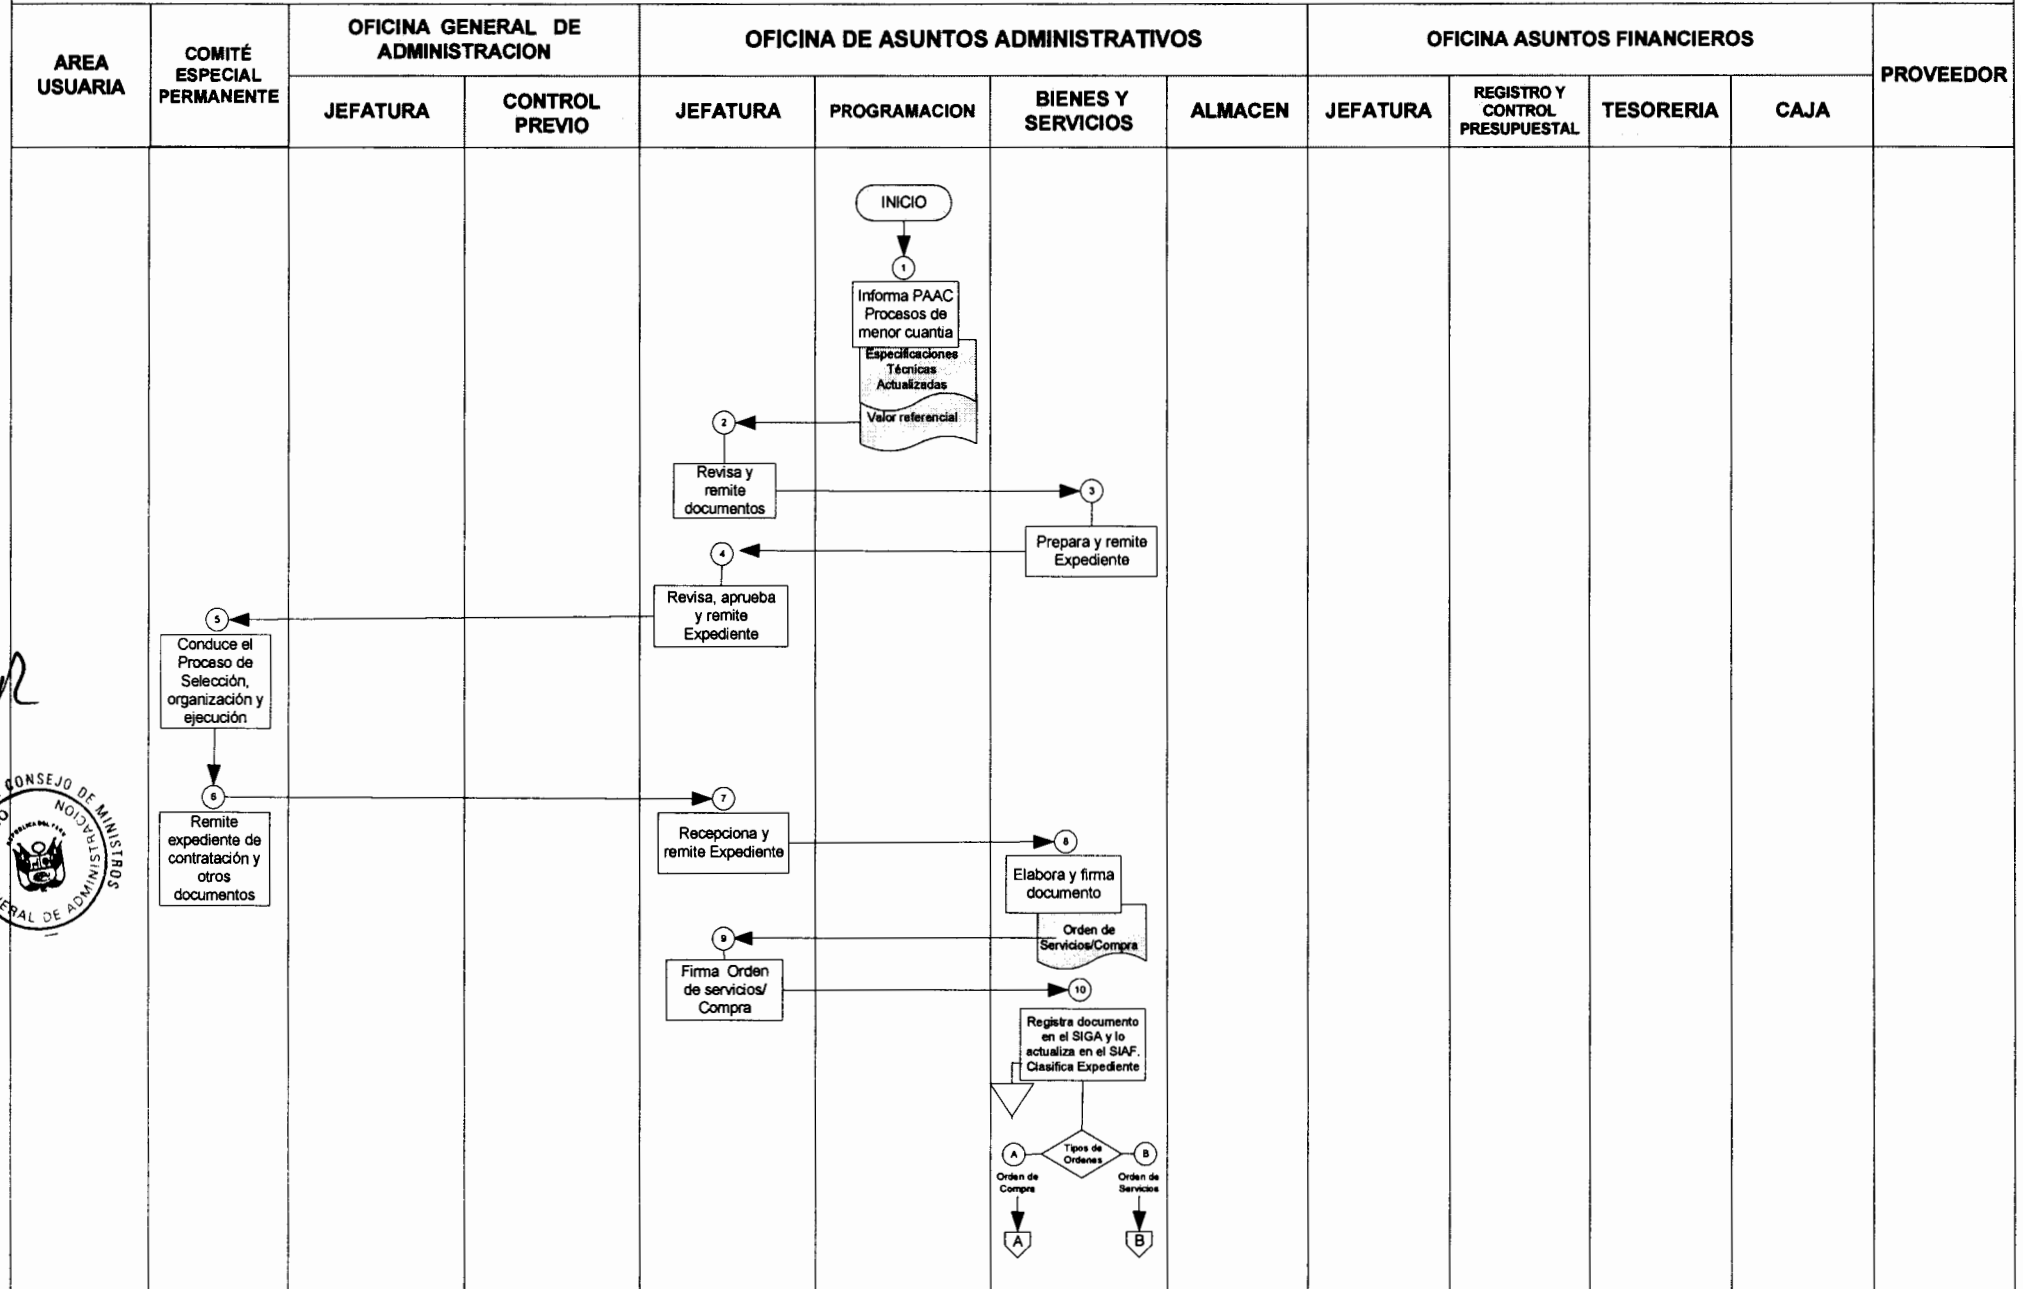 AREA
USUARIA
COMITÉ
ESPECIAL
PERMANENTE
OFICINA GENERAL DE
ADMINISTRACION
JEFATURA
CONTROL
PREVIO
OFICINA DE ASUNTOS ADMINISTRATIVOS
JEFATURA
PROGRAMACION
BIENES Y
SERVICIOS
ALMACEN
OFICINA ASUNTOS FINANCIEROS
JEFATURA
REGISTRO Y
CONTROL
PRESUPUESTAL
TESORERIA
CAJA
PROVEEDOR
INICIO
1
Informa PAAC
Procesos de
menor cuantia
Especificaciones
Técnicas
Actualizadas
Valor referencial
2
Revisa y
remite
documentos
3
Prepara y remite
Expediente
4
Revisa, aprueba
y remite
Expediente
5
Conduce el
Proceso de
Selección,
organización y
ejecución
6
Remite
expediente de
contratación y
otros
documentos
7
Recepciona y
remite Expediente
8
Elabora y firma
documento
Orden de
Servicios/Compra
9
Firma Orden
de servicios/
Compra
10
Registra documento
en el SIGA y lo
actualiza en el SIAF.
Clasifica Expediente
Tipos de
Ordenes
A
Orden de
Compra
B
Orden de
Servicios
A
B
CONSEJO DE MINISTROS
DE ADMINISTRACION